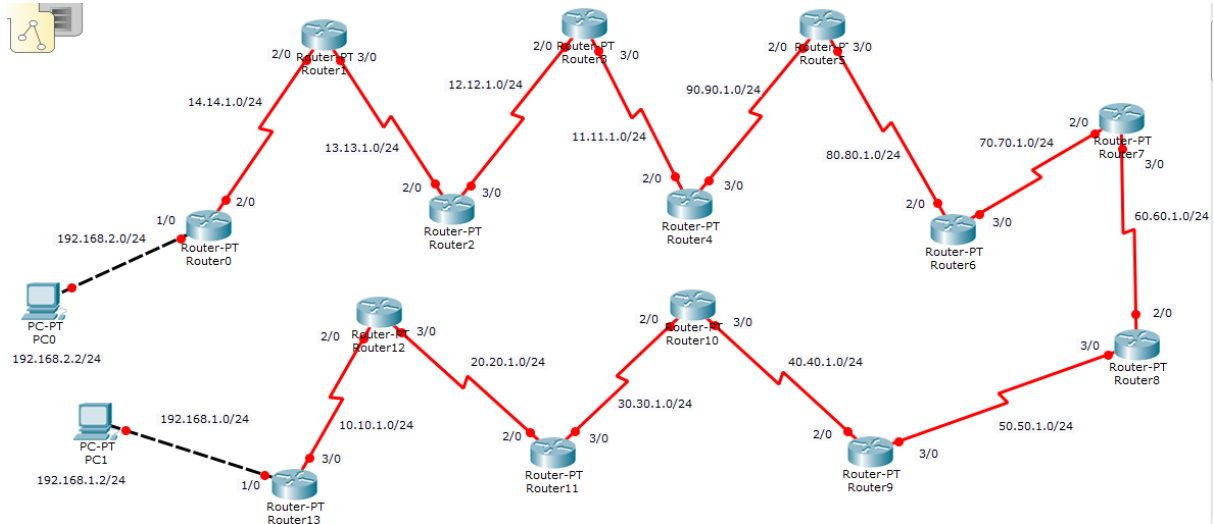 2/0
Router-PT
Router1
3/0
14.14.1.0/24
13.13.1.0/24
2/0
1/0
Router-PT
Router0
192.168.2.0/24
PC-PT
PC0
192.168.2.2/24
2/0
3/0
Router-PT
Router2
12.12.1.0/24
2/0
Router-PT
Router3
3/0
11.11.1.0/24
2/0
3/0
Router-PT
Router4
90.90.1.0/24
2/0
Router-PT
Router5
3/0
80.80.1.0/24
2/0
3/0
Router-PT
Router6
70.70.1.0/24
2/0
Router-PT
Router7
3/0
60.60.1.0/24
2/0
3/0
Router-PT
Router8
50.50.1.0/24
2/0
3/0
Router-PT
Router9
40.40.1.0/24
2/0
3/0
Router-PT
Router10
30.30.1.0/24
2/0
3/0
Router-PT
Router11
20.20.1.0/24
2/0
3/0
Router-PT
Router12
10.10.1.0/24
3/0
1/0
Router-PT
Router13
192.168.1.0/24
PC-PT
PC1
192.168.1.2/24